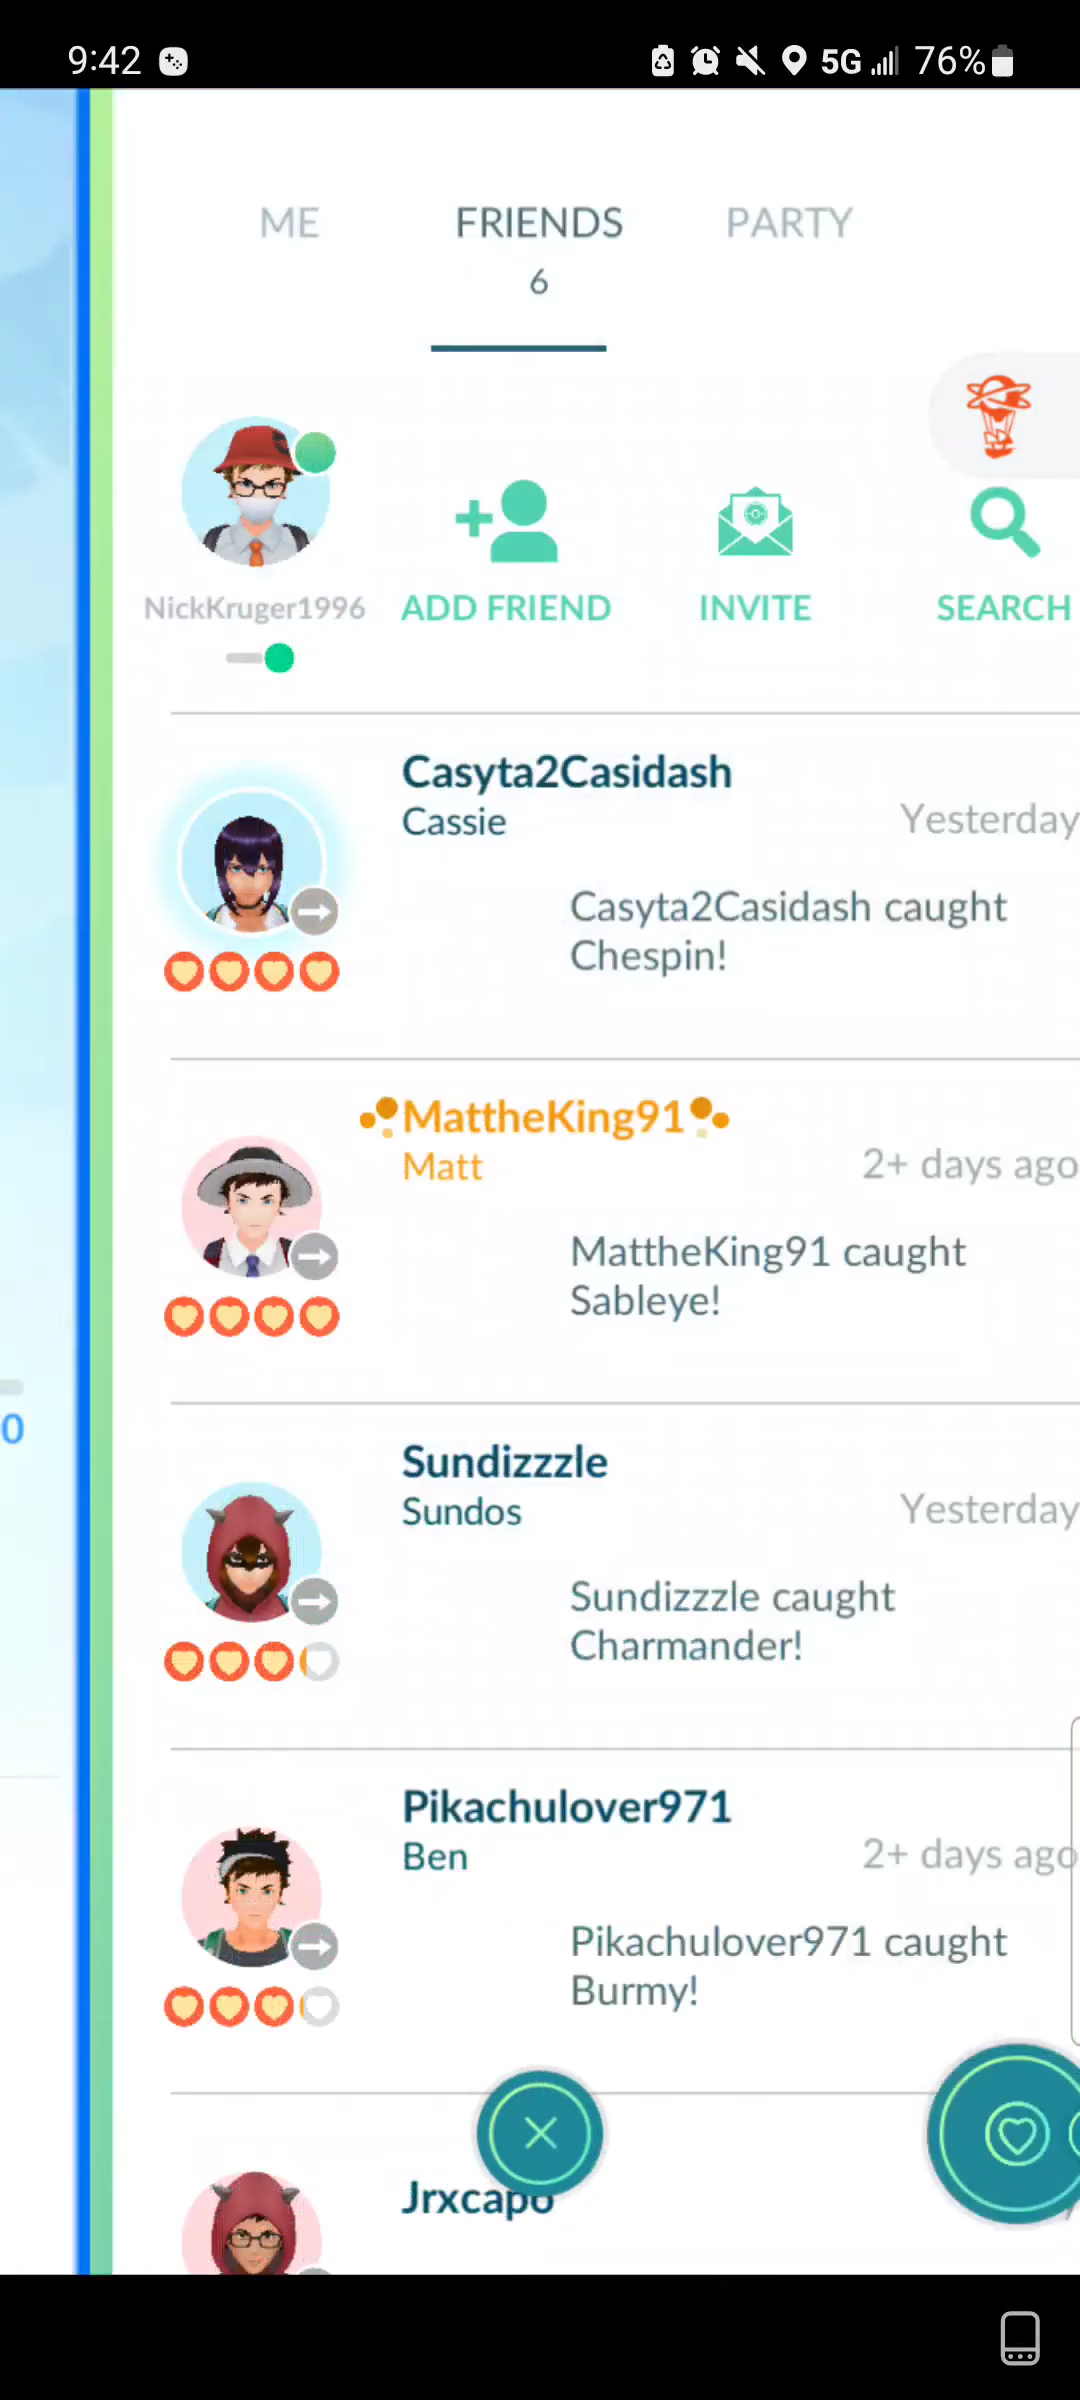 9:42
5G 76%
ME FRIENDS PARTY
6
NickKruger1996
ADD FRIEND
INVITE
SEARCH
Casyta2Casidash
Cassie
Yesterday
Casyta2Casidash caught
Chespin!
MattheKing91
Matt
2+ days ago
MattheKing91 caught
Sableye!
0
Sundizzzle
Sundos
Yesterday
Sundizzzle caught
Charmander!
Pikachulover971
Ben
2+ days ago
Pikachulover971 caught
Burmy!
Jrxcapo